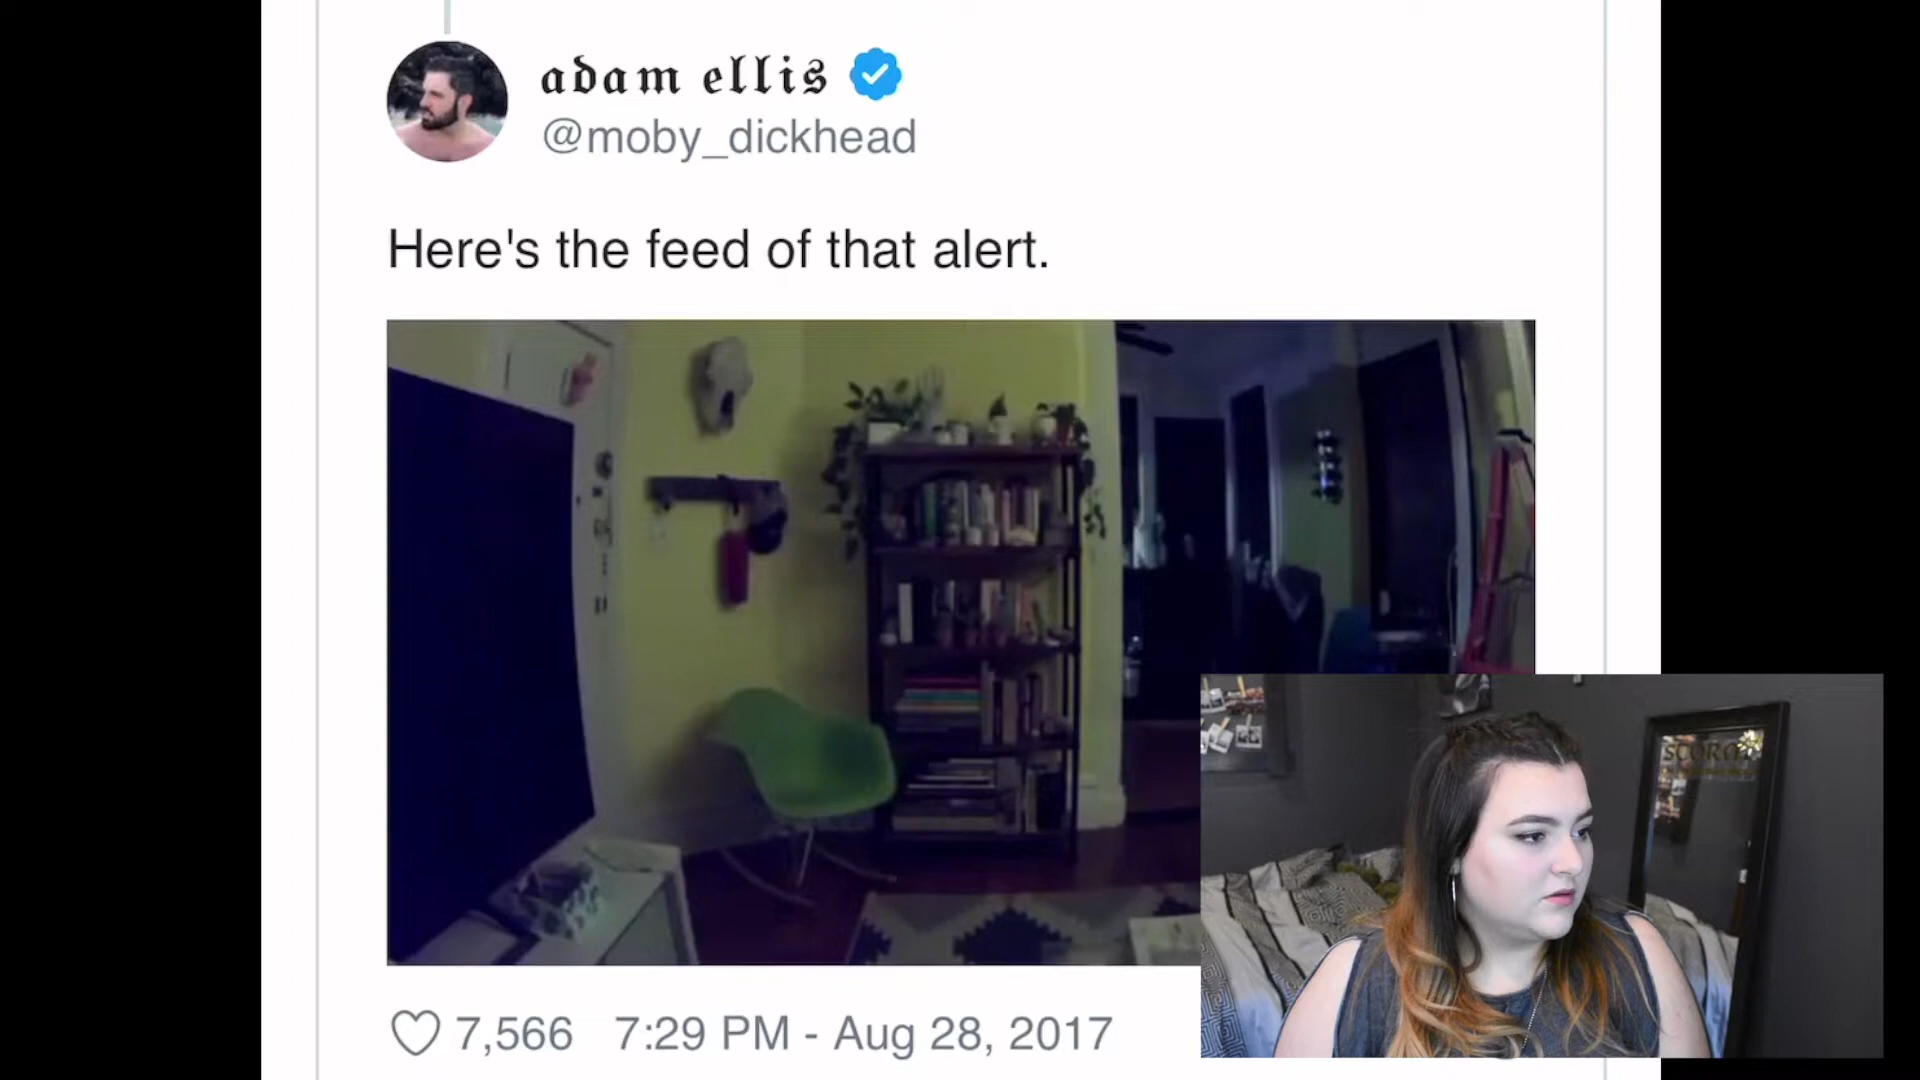 adam ellis
@moby_dickhead
Here's the feed of that alert.
7,566 7:29 PM - Aug 28, 2017